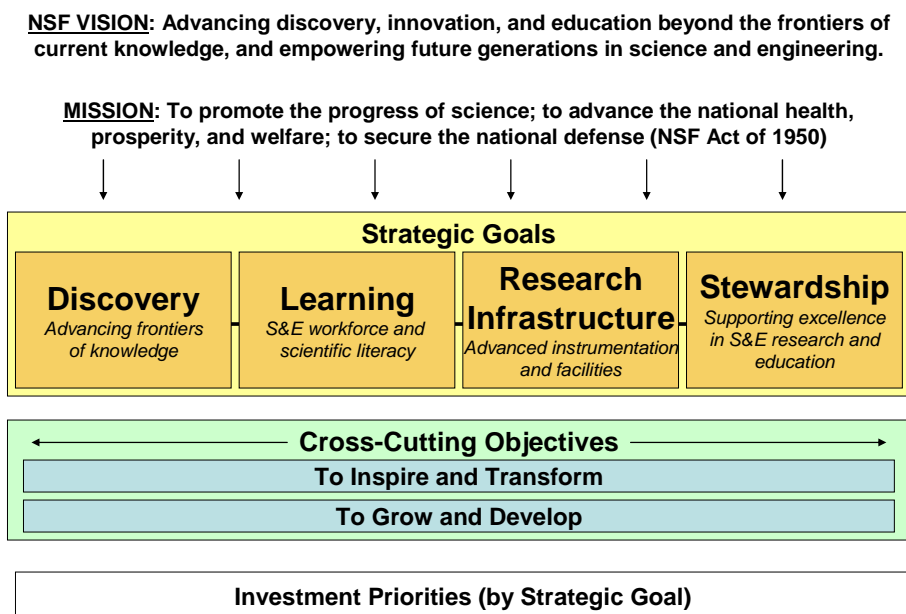 NSF VISION: Advancing discovery, innovation, and education beyond the frontiers of
current knowledge, and empowering future generations in science and engineering.
MISSION: To promote the progress of science; to advance the national health,
prosperity, and welfare; to secure the national defense (NSF Act of 1950)
Strategic Goals
Discovery
Advancing frontiers
of knowledge
Learning
S&E workforce and
scientific literacy
Research
Infrastructure
Advanced instrumentation
and facilities
Stewardship
Supporting excellence
in S&E research and
education
Cross-Cutting Objectives
To Inspire and Transform
To Grow and Develop
Investment Priorities (by Strategic Goal)